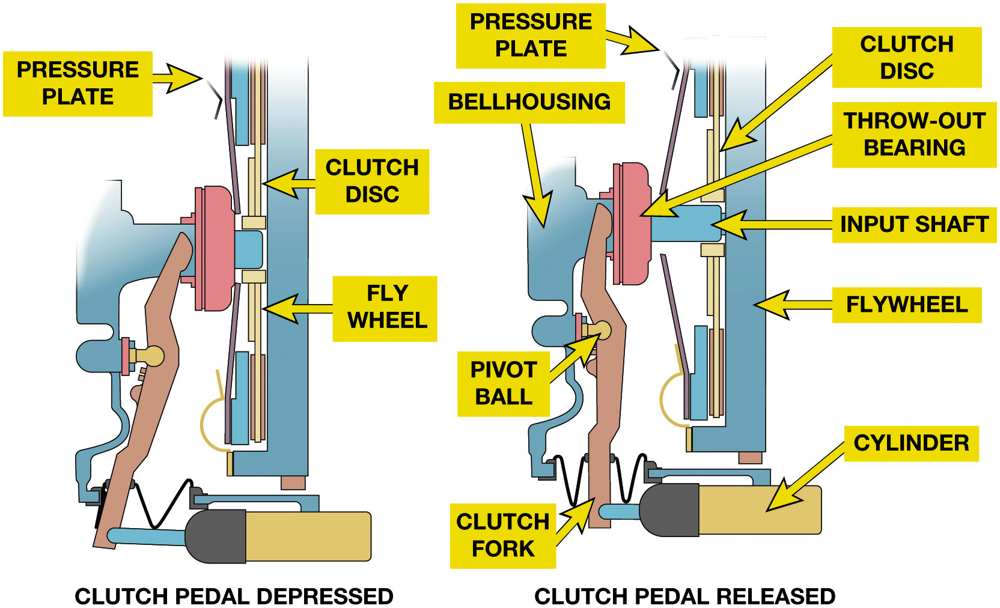 PRESSURE
PLATE
CLUTCH
DISC
FLY
WHEEL
CLUTCH PEDAL DEPRESSED
PRESSURE
PLATE
BELLHOUSING
CLUTCH
DISC
THROW-OUT
BEARING
INPUT SHAFT
FLYWHEEL
PIVOT
BALL
CYLINDER
CLUTCH
FORK
CLUTCH PEDAL RELEASED